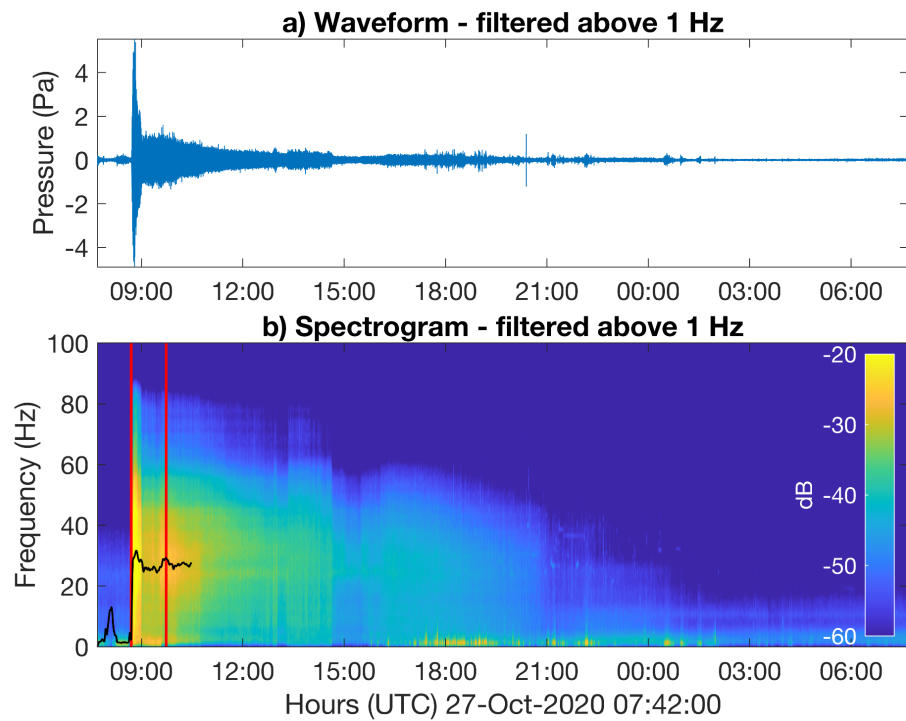 a) Waveform - filtered above 1 Hz
Pressure (Pa)
4
2
0
-2
-4
09:00 12:00 15:00 18:00 21:00 00:00 03:00 06:00
b) Spectrogram - filtered above 1 Hz
Frequency (Hz)
100
80
60
40
20
0
dB
-20
-30
-40
-50
-60
09:00 12:00 15:00 18:00 21:00 00:00 03:00 06:00
Hours (UTC) 27-Oct-2020 07:42:00